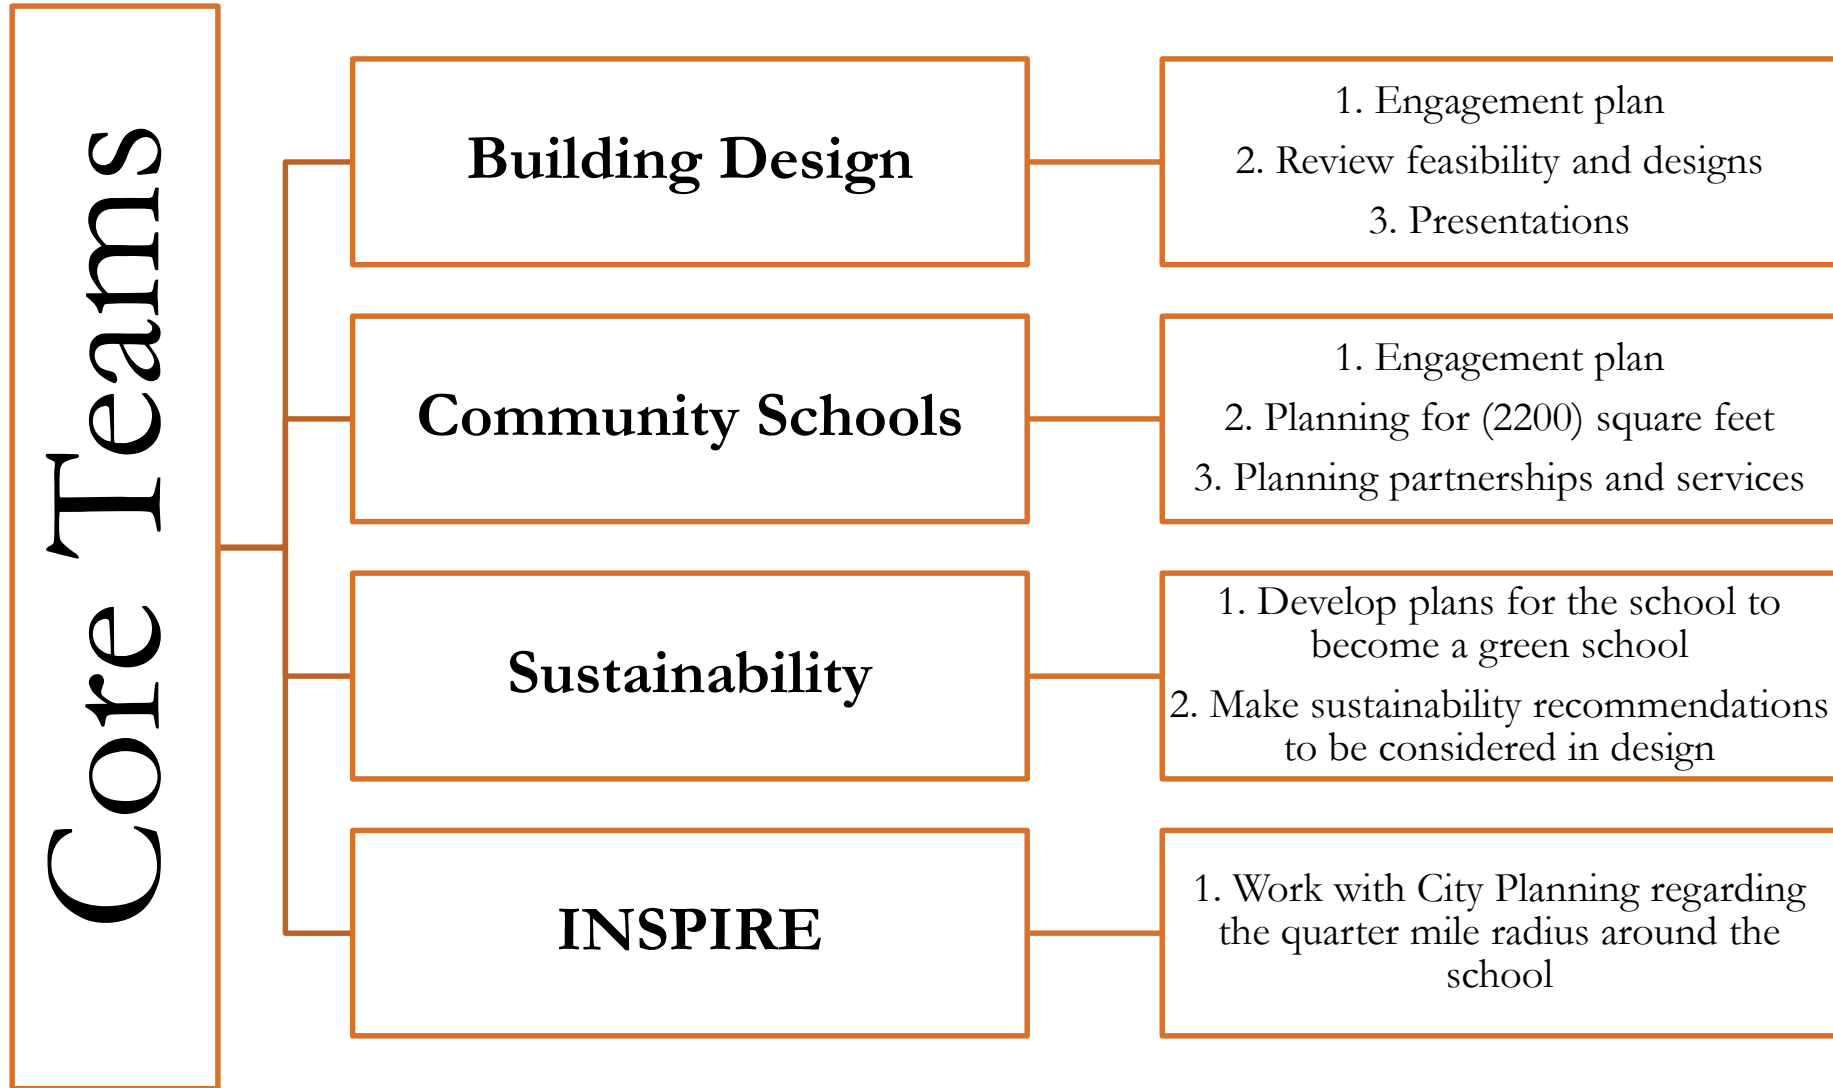 Core Teams
Building Design
1. Engagement plan
2. Review feasibility and designs
3. Presentations
Community Schools
1. Engagement plan
2. Planning for (2200) square feet
3. Planning partnerships and services
Sustainability
1. Develop plans for the school to
become a green school
2. Make sustainability recommendations
to be considered in design
INSPIRE
1. Work with City Planning regarding
the quarter mile radius around the
school